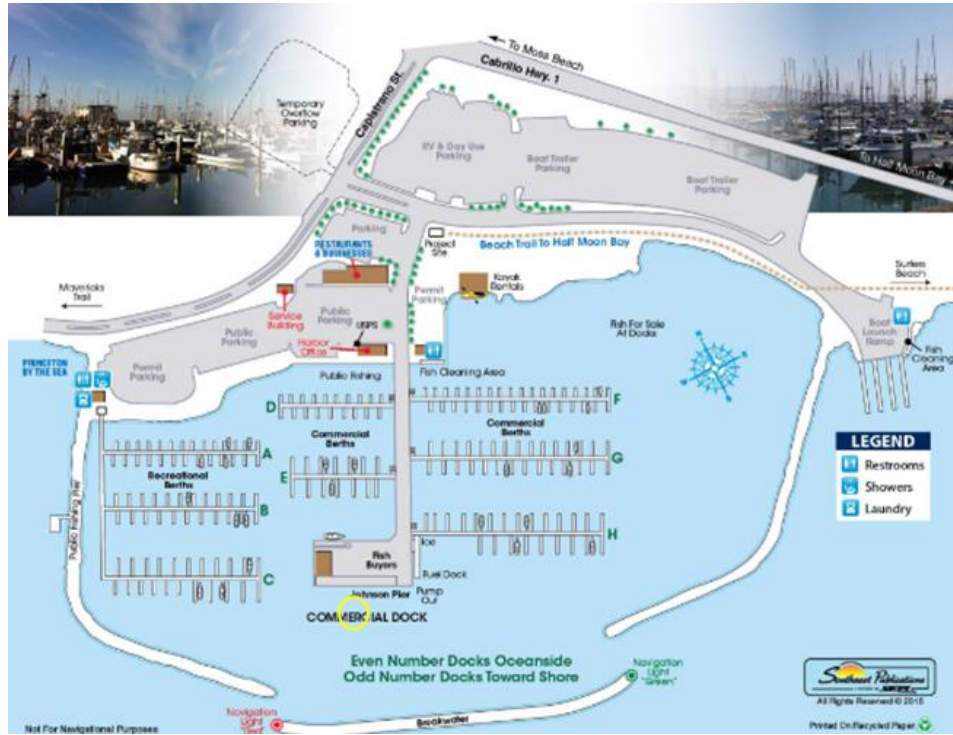 To Moss Beach
Cabrillo Hwy. 1
Capistrano St.
Temporary
Overflow
Parking
RV & Day Use
Parking
Boat Trailer
Parking
Boat Trailer
Parking
To Half Moon Bay
Parking
RESTAURANTS
& BUSINESSES
Project
Site
Beach Trail To Half Moon Bay
Surfers
Beach
Mavericks
Trail
Service
Building
Permit
Parking
Kayak
Rentals
Public
Parking
Public
Parking
USPS
Harbor
Office
Fish For Sale
At Docks
Boat
Launch
Ramp
Fish
Cleaning
Area
PRINCETON
BY THE SEA
Permit
Parking
Public Fishing
Fish Cleaning Area
D
F
Commercial
Berths
Commercial
Berths
A
G
Recreational
Berths
E
B
Public Fishing Pier
H
Ice
Fish
Buyers
C
Fuel Dock
Johnson Pier
Pump
Out
COMMERCIAL DOCK
LEGEND
Restrooms
Showers
Laundry
Even Number Docks Oceanside
Odd Number Docks Toward Shore
Navigation
Light
"Green"
Navigation
Light
"Red"
Breakwater
Southeast Publications
All Rights Reserved © 2015
Not For Navigational Purposes
Printed On Recycled Paper